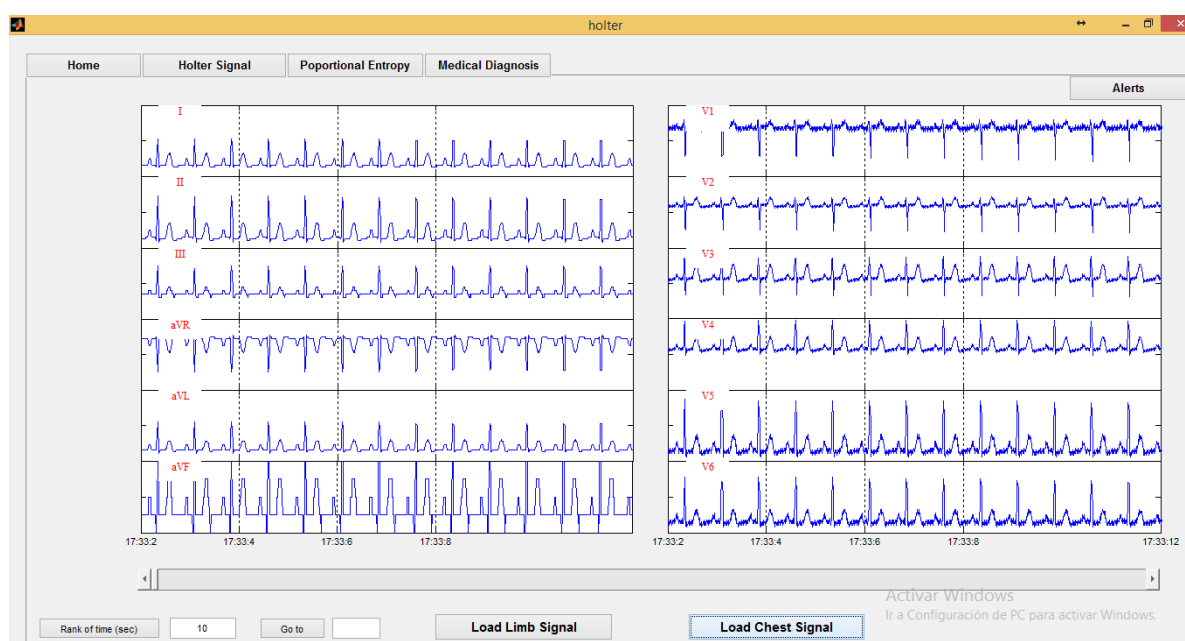 holter
Home
Holter Signal
Poportional Entropy
Medical Diagnosis
Alerts
I
II
III
aVR
aVL
aVF
17:33:2
17:33:4
17:33:6
17:33:8
V1
V2
V3
V4
V5
V6
17:33:2
17:33:4
17:33:6
17:33:8
17:33:12
Activar Windows
Ir a Configuración de PC para activar Windows.
Rank of time (sec)
10
Go to
Load Limb Signal
Load Chest Signal